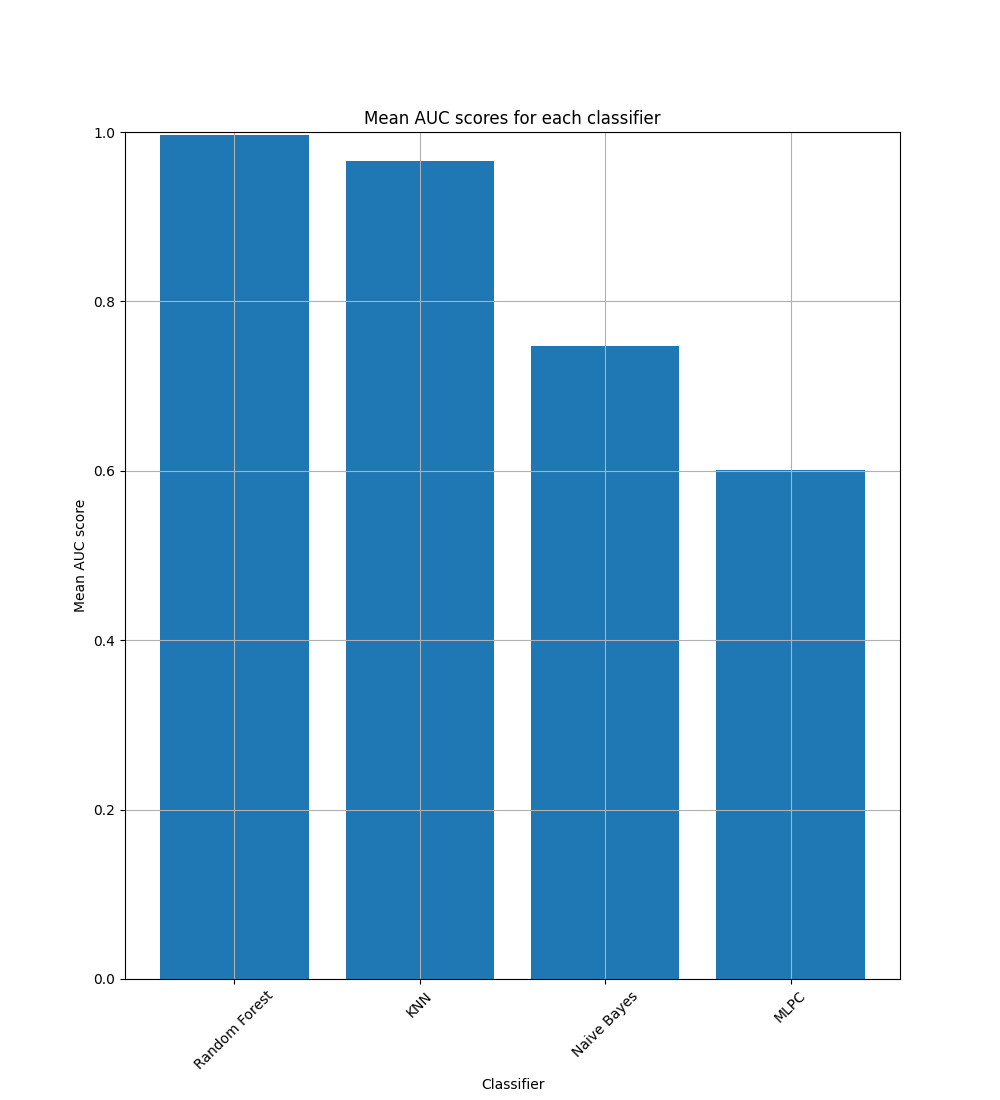 Mean AUC scores for each classifier
1.0
0.8
0.6
0.4
0.2
0.0
Mean AUC score
Random Forest
KNN
Naive Bayes
MLPC
Classifier